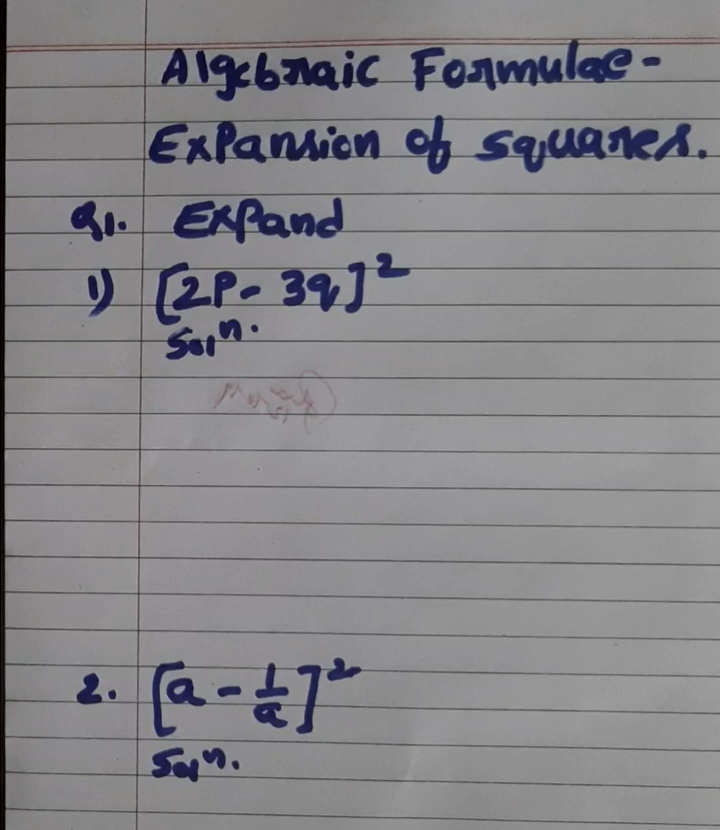 Algebraic Formulae -
Expansion of squares.
Q1. Expand
1) [2P - 3q]²
Solⁿ.
2. [a - 1/a]²
Solⁿ.